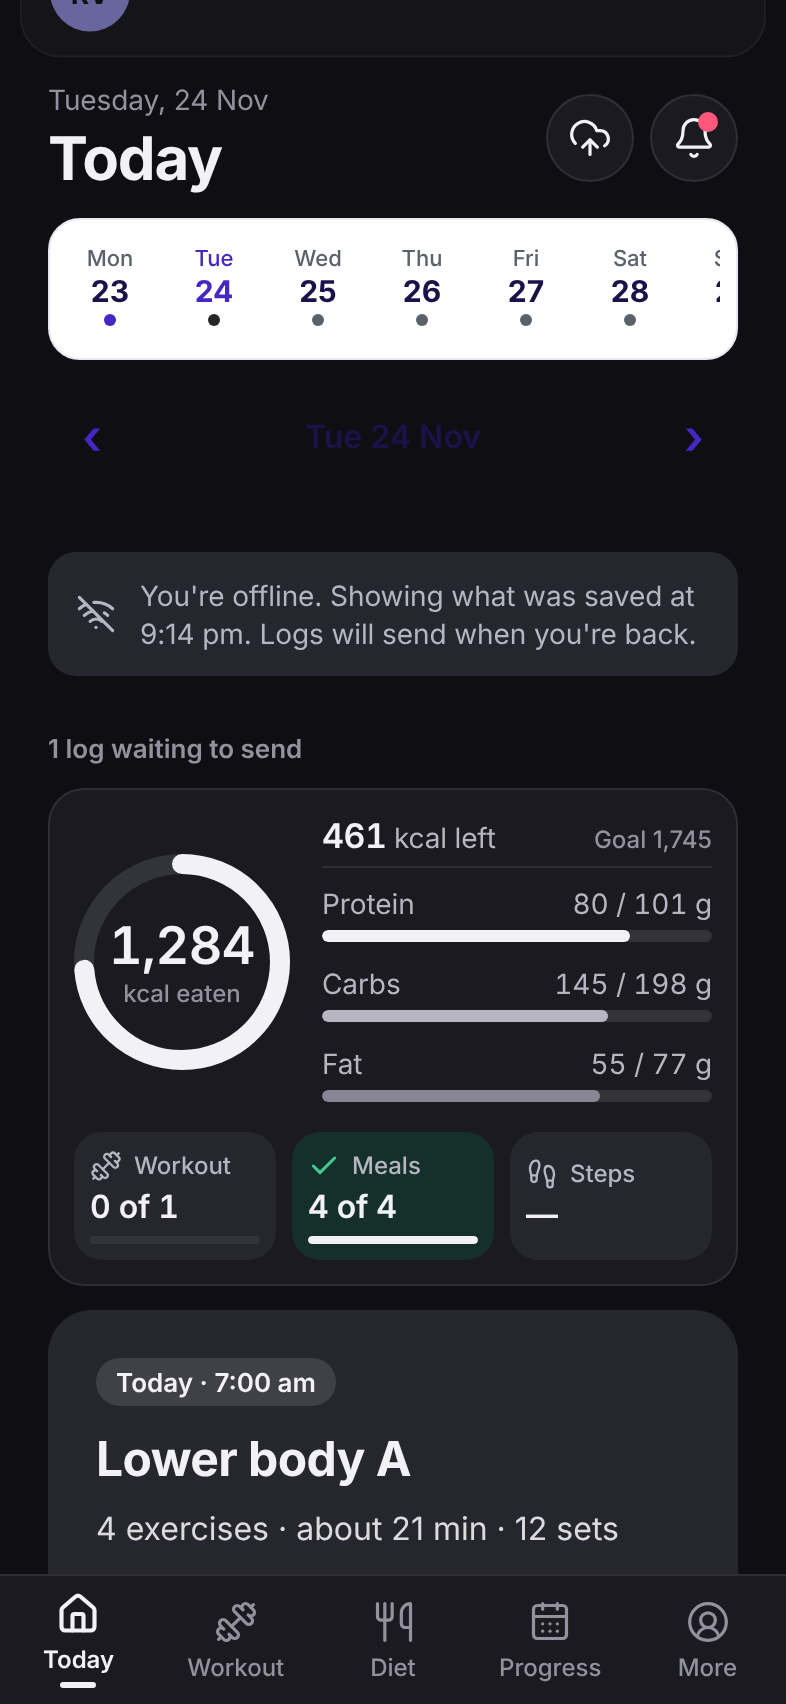 Tuesday, 24 Nov
Today
Mon Tue Wed Thu Fri Sat
23 24 25 26 27 28
‹ Tue 24 Nov ›
You're offline. Showing what was saved at
9:14 pm. Logs will send when you're back.
1 log waiting to send
461 kcal left Goal 1,745
1,284
kcal eaten
Protein 80 / 101 g
Carbs 145 / 198 g
Fat 55 / 77 g
Workout
0 of 1
Meals
4 of 4
Steps
—
Today · 7:00 am
Lower body A
4 exercises · about 21 min · 12 sets
Today Workout Diet Progress More